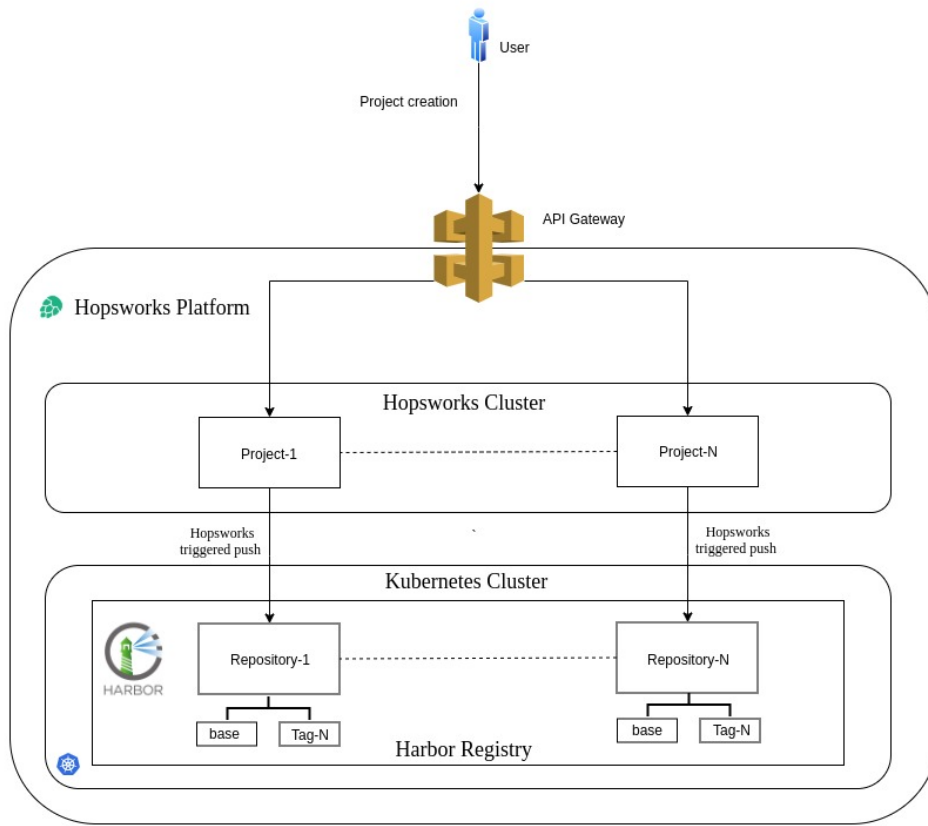 User
Project creation
API Gateway
Hopsworks Platform
Hopsworks Cluster
Project-1
Project-N
Hopsworks
triggered push
`
Hopsworks
triggered push
Kubernetes Cluster
HARBOR
Repository-1
Repository-N
base
Tag-N
base
Tag-N
Harbor Registry